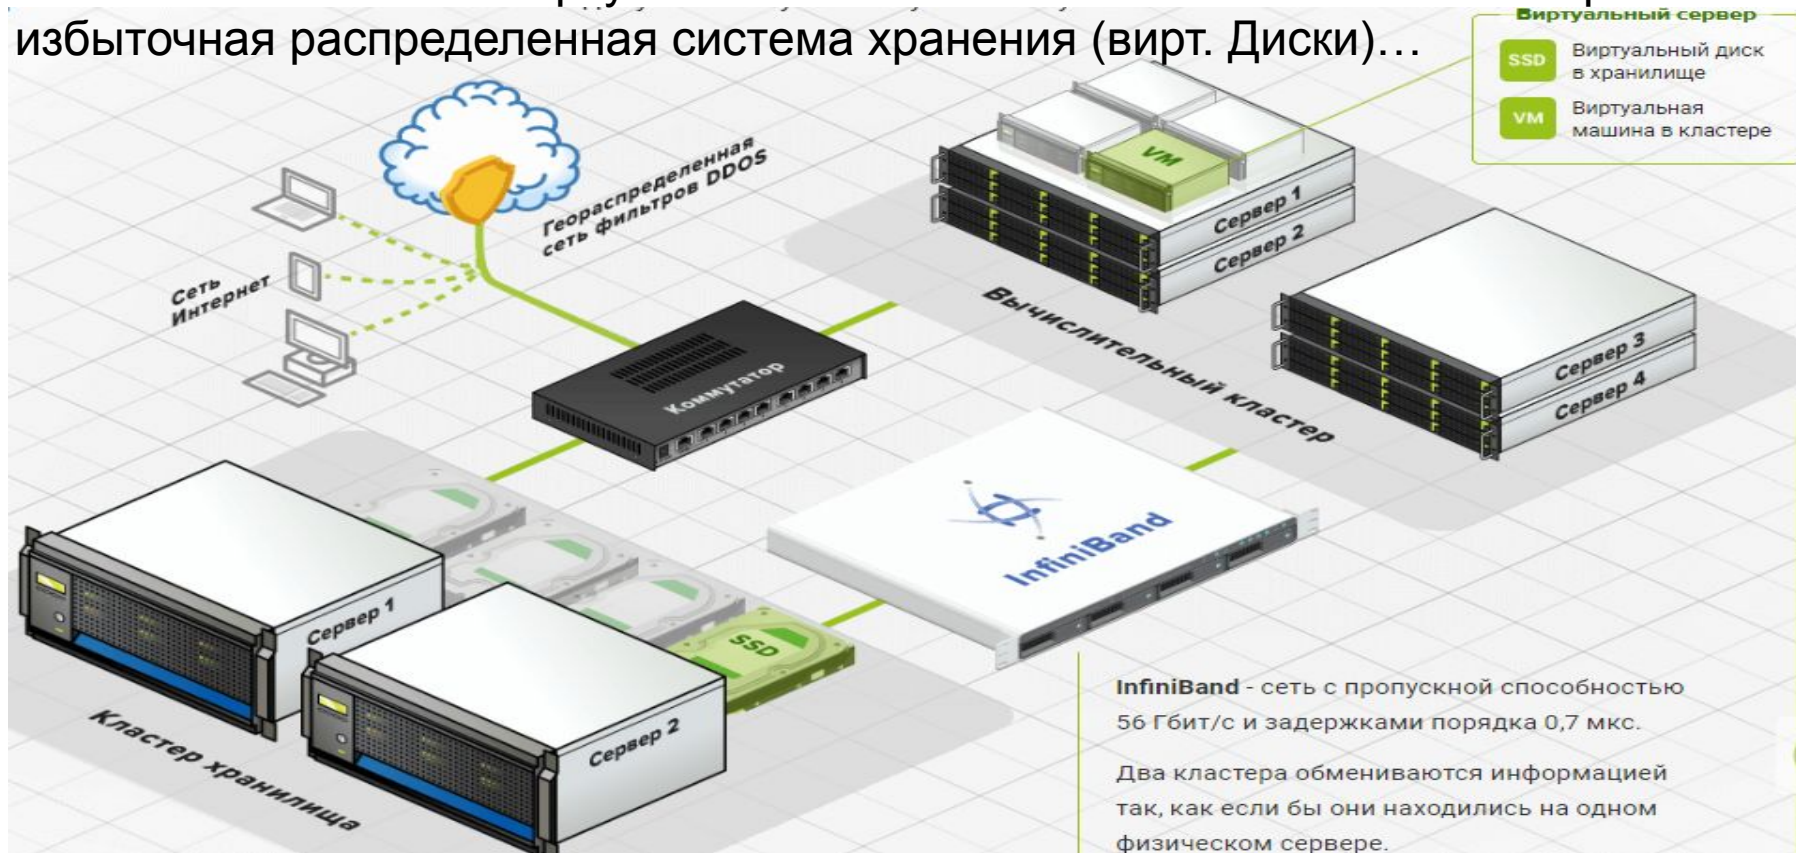 избыточная распределенная система хранения (вирт. Диски)…
Виртуальный сервер
SSD
Виртуальный диск
в хранилище
VM
Виртуальная
машина в кластере
VM
Геораспределенная
сеть фильтров DDOS
Сеть
Интернет
Сервер 1
Сервер 2
Вычислительный кластер
Сервер 3
Сервер 4
Коммутатор
InfiniBand
SSD
Сервер 1
Сервер 2
Кластер хранилища
InfiniBand - сеть с пропускной способностью
56 Гбит/с и задержками порядка 0,7 мкс.
Два кластера обмениваются информацией
так, как если бы они находились на одном
физическом сервере.